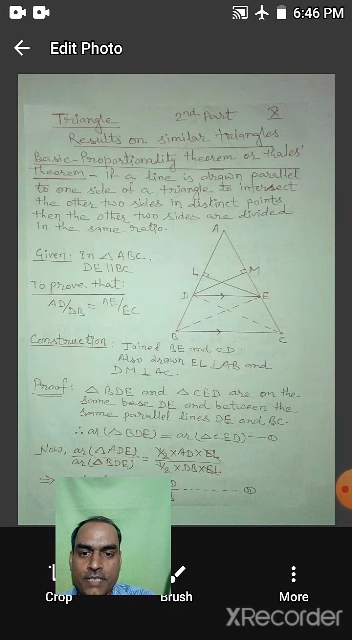 6:46 PM
Edit Photo
Triangle 2nd Part X
Results on similar triangles
Basic-Proportionality theorem or Thales'
Theorem - If a line is drawn parallel
to one side of a triangle to intersect
the other two sides in distinct points
then the other two sides are divided
in the same ratio.
A
Given: In △ABC,
DE∥BC
L M
To prove that:
D E
AD/DB = AE/EC
B C
Construction: Joined BE and CD.
Also drawn EL⊥AB and
DM⊥AC.
Proof: △BDE and △CED are on the
same base DE and between the
same parallel lines DE and BC.
∴ ar(△BDE) = ar(△CED) —①
Now, ar(△ADE)/ar(△BDE) = ½×AD×EL/½×DB×EL
⇒
Crop
Brush
More
XRecorder